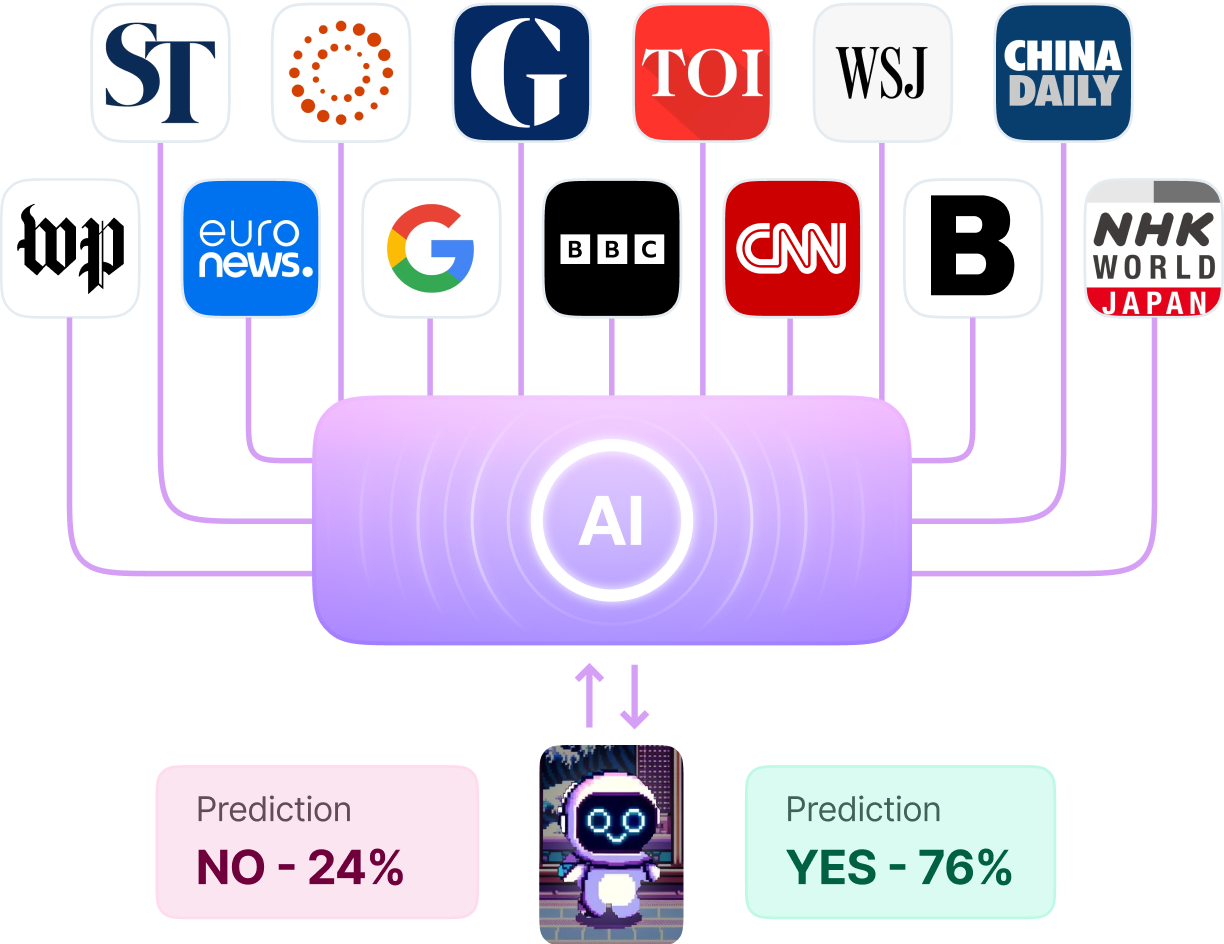 ST
G
TOI
WSJ
CHINA
DAILY
wp
euro
news.
G
BBC
CNN
B
NHK
WORLD
JAPAN
AI
Prediction
NO - 24%
Prediction
YES - 76%